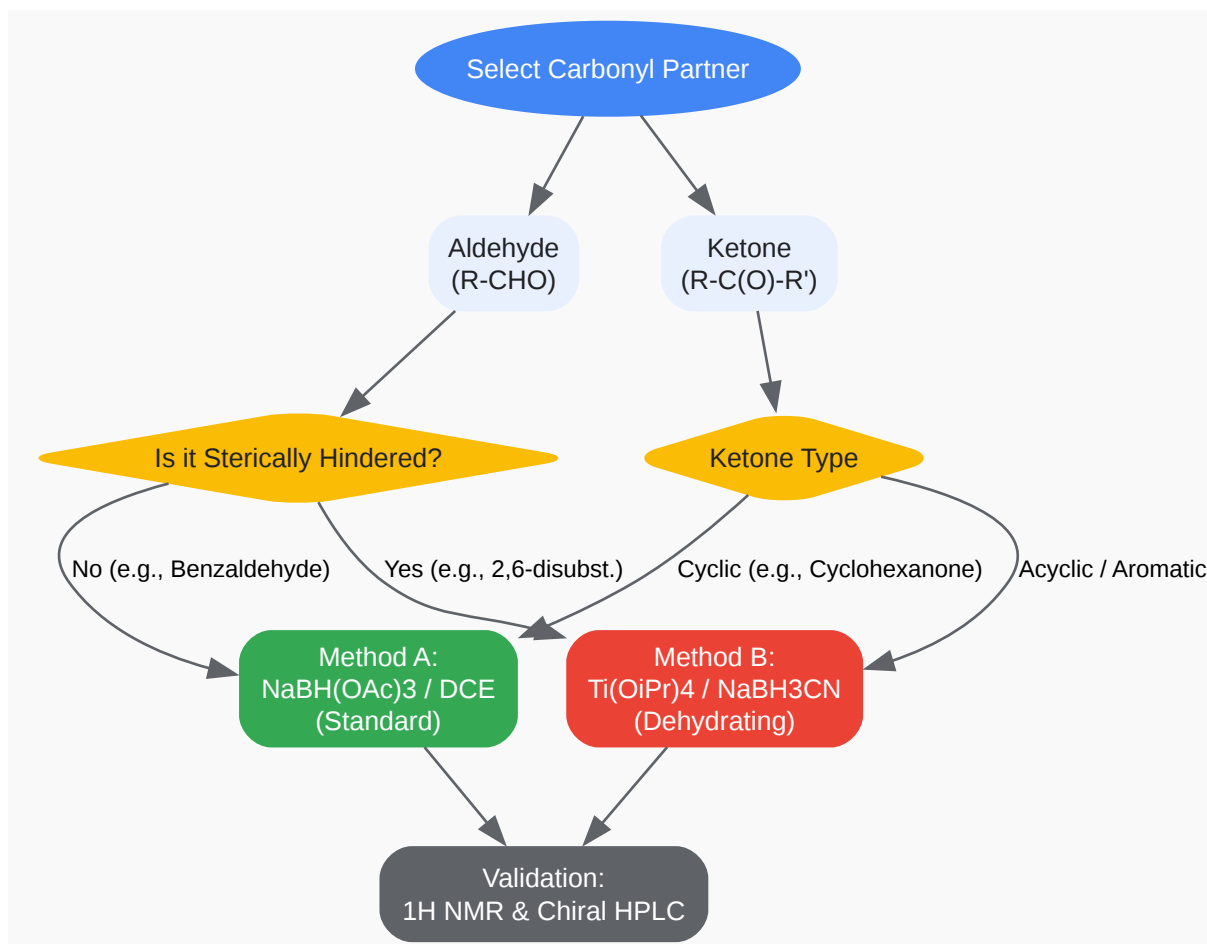 Select Carbonyl Partner
Aldehyde
(R-CHO)
Ketone
(R-C(O)-R')
Is it Sterically Hindered?
Ketone Type
No (e.g., Benzaldehyde)
Yes (e.g., 2,6-disubst.)
Cyclic (e.g., Cyclohexanone)
Acyclic / Aromatic
Method A:
NaBH(OAc)3 / DCE
(Standard)
Method B:
Ti(OiPr)4 / NaBH3CN
(Dehydrating)
Validation:
1H NMR & Chiral HPLC